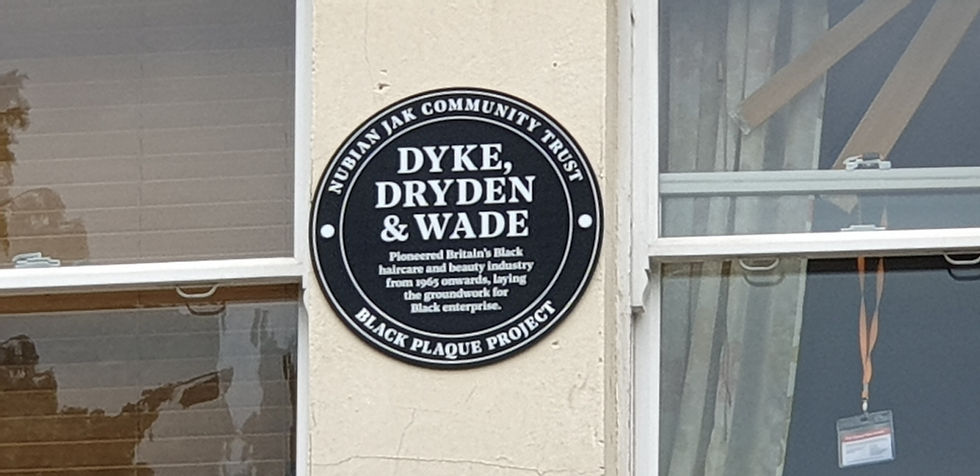 NUBIAN JAK COMMUNITY TRUST
DYKE,
DRYDEN
& WADE
Pioneered Britain's Black
haircare and beauty industry
from 1965 onwards, laying
the groundwork for
Black enterprise.
BLACK PLAQUE PROJECT